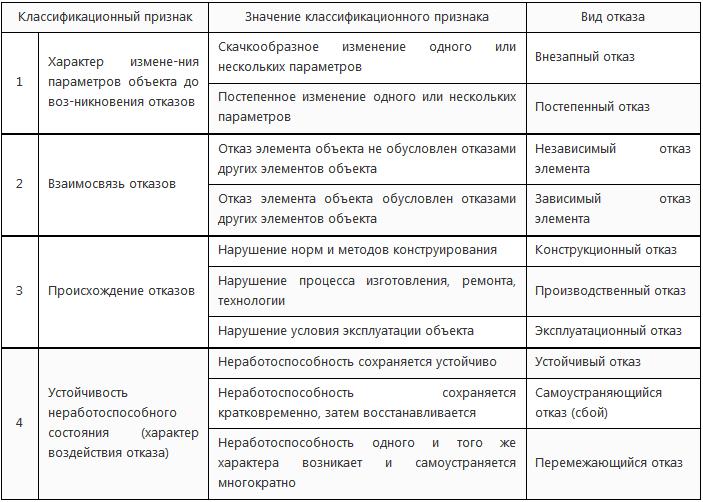 Классификационный признак
Значение классификационного признака
Вид отказа
1
Характер измене-ния
параметров объекта до
воз-никновения отказов
Скачкообразное изменение одного или
нескольких параметров
Внезапный отказ
Постепенное изменение одного или нескольких
параметров
Постепенный отказ
2
Взаимосвязь отказов
Отказ элемента объекта не обусловлен отказами
других элементов объекта
Независимый отказ
элемента
Отказ элемента объекта обусловлен отказами
других элементов объекта
Зависимый отказ
элемента
3
Происхождение отказов
Нарушение норм и методов конструирования
Конструкционный отказ
Нарушение процесса изготовления, ремонта,
технологии
Производственный отказ
Нарушение условия эксплуатации объекта
Эксплуатационный отказ
4
Устойчивость
неработоспособного
состояния (характер
воздействия отказа)
Неработоспособность сохраняется устойчиво
Устойчивый отказ
Неработоспособность сохраняется
кратковременно, затем восстанавливается
Самоустраняющийся
отказ (сбой)
Неработоспособность одного и того же
характера возникает и самоустраняется
многократно
Перемежающийся отказ